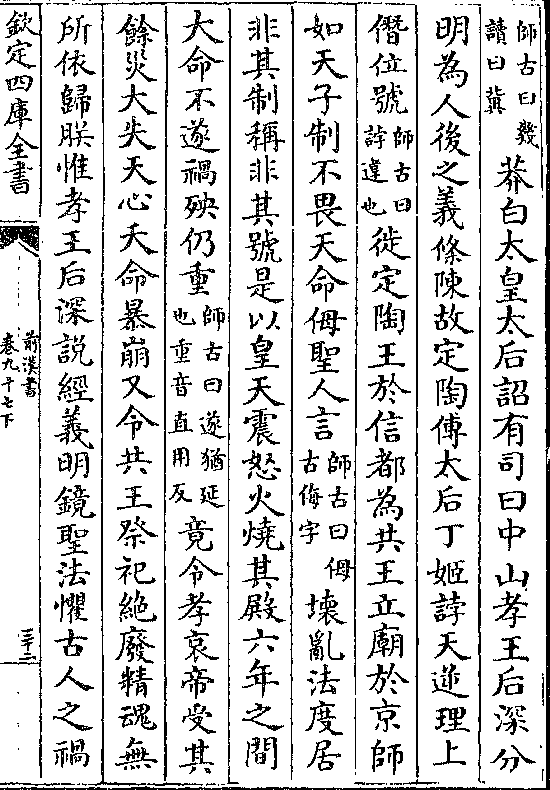 師古曰㡬
讀曰冀
莽白太皇太后詔有司曰中山孝王后深分
明為人後之義條陳故定陶傅太后丁姬誖天逆理上
僭位號
師古曰
誖違也
徙定陶王於信都為共王立廟於京師
如天子制不畏天命侮聖人言
師古曰侮
古侮字
壞亂法度居
非其制稱非其號是以皇天震怒火燒其殿六年之間
大命不遂禍殃仍重
師古曰遂猶延
也重音直用反
竟令孝哀帝受其
餘災大失天心夭命暴崩又令共王祭祀絶廢精魂無
所依歸朕惟孝王后深説經義明鏡聖法懼古人之禍
欽定四庫全書
前漢書
卷九十七下
三十二